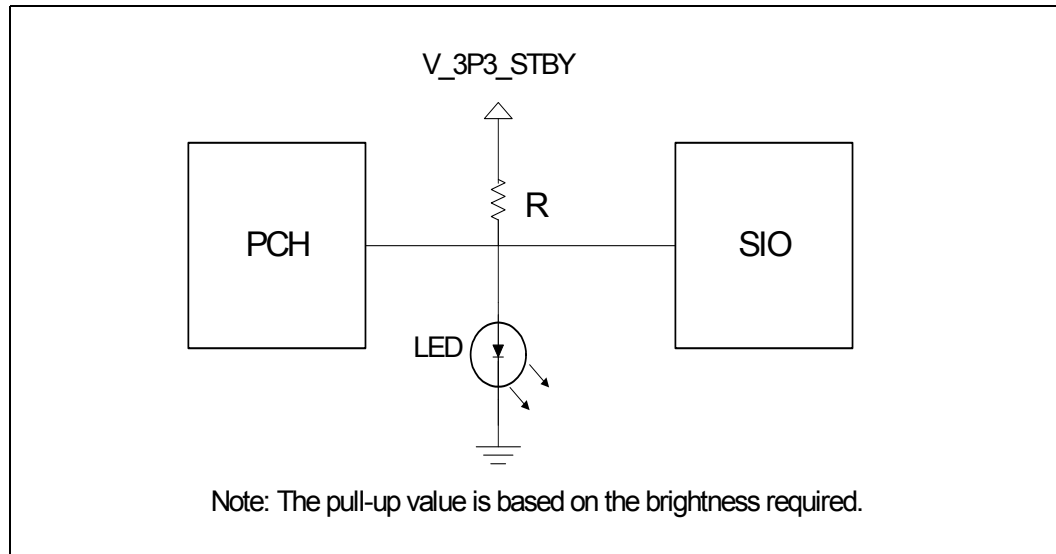 V_3P3_STBY
R
PCH
SIO
LED
Note: The pull-up value is based on the brightness required.